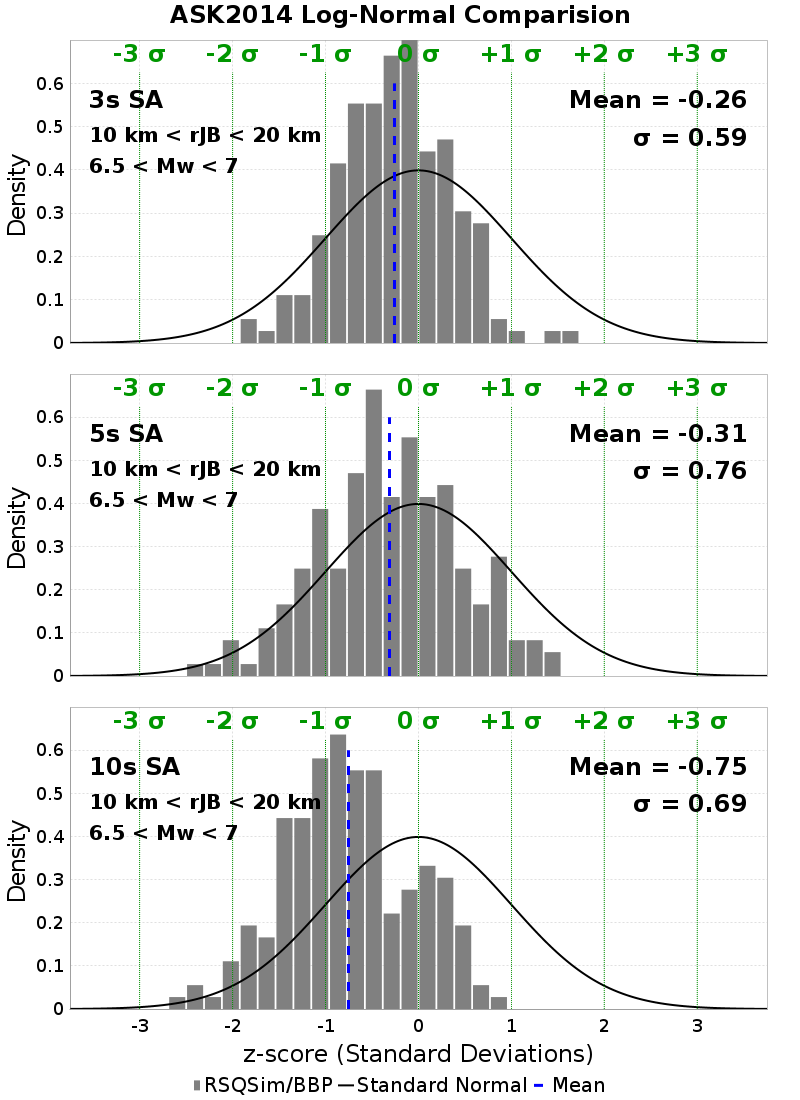 ASK2014 Log-Normal Comparision
-3 σ -2 σ -1 σ 0 σ +1 σ +2 σ +3 σ
3s SA
10 km < rJB < 20 km
6.5 < Mw < 7
Mean = -0.26
σ = 0.59
0.6
0.5
0.4
0.3
0.2
0.1
0
Density
-3 σ -2 σ -1 σ 0 σ +1 σ +2 σ +3 σ
5s SA
10 km < rJB < 20 km
6.5 < Mw < 7
Mean = -0.31
σ = 0.76
0.6
0.5
0.4
0.3
0.2
0.1
0
Density
-3 σ -2 σ -1 σ 0 σ +1 σ +2 σ +3 σ
10s SA
10 km < rJB < 20 km
6.5 < Mw < 7
Mean = -0.75
σ = 0.69
0.6
0.5
0.4
0.3
0.2
0.1
0
Density
-3 -2 -1 0 1 2 3
z-score (Standard Deviations)
RSQSim/BBP Standard Normal Mean